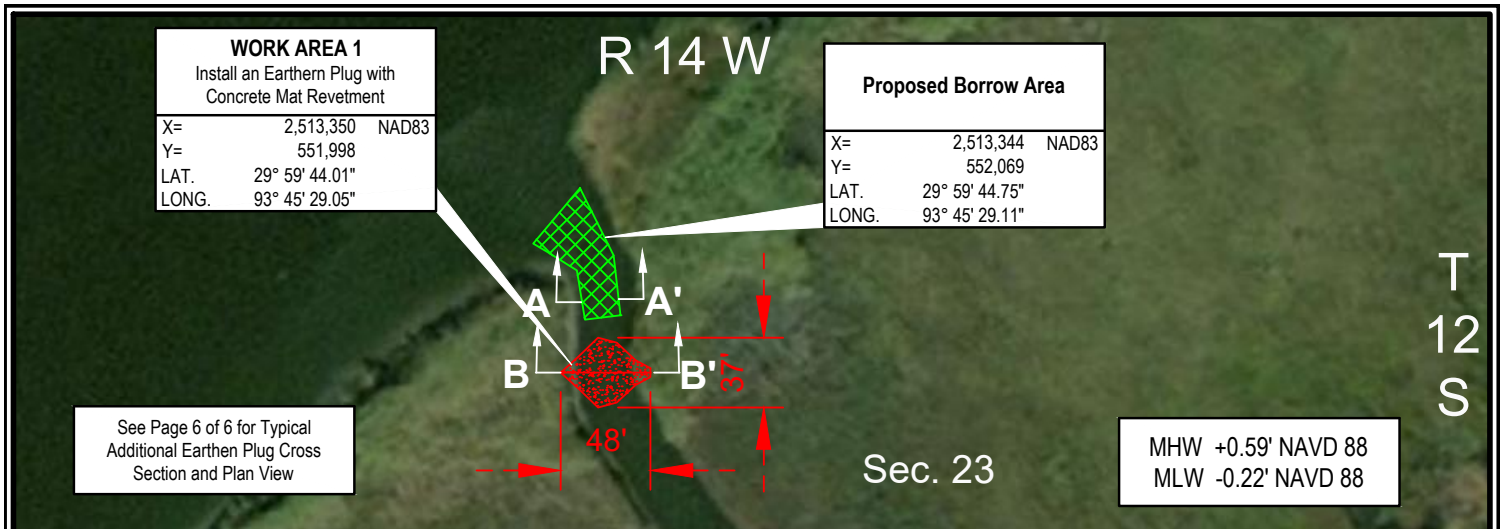 WORK AREA 1
Install an Earthern Plug with
Concrete Mat Revetment
X= 2,513,350 NAD83
Y= 551,998
LAT. 29° 59' 44.01"
LONG. 93° 45' 29.05"
R 14 W
Proposed Borrow Area
X= 2,513,344 NAD83
Y= 552,069
LAT. 29° 59' 44.75"
LONG. 93° 45' 29.11"
T
12
S
A A'
B B'
37'
48'
See Page 6 of 6 for Typical
Additional Earthen Plug Cross
Section and Plan View
Sec. 23
MHW +0.59' NAVD 88
MLW -0.22' NAVD 88